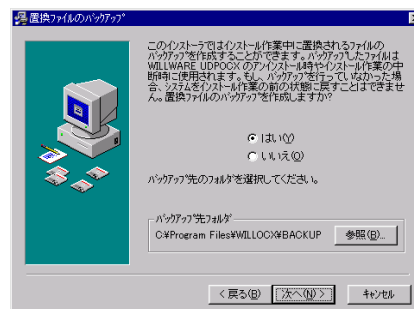 置換ファイルのバックアップ
このインストーラではインストール作業中に置換されるファイルの
バックアップを作成することができます。バックアップしたファイルは
WILLWARE UDPOCX のアンインストール時やインストール作業の中
断時に使用されます。もし、バックアップを行っていなかった場
合、システムをインストール作業の前の状態に戻すことはできませ
ん。置換ファイルのバックアップを作成しますか?
はい(Y)
いいえ(O)
バックアップ先のフォルダを選択してください。
バックアップ先フォルダ
C:¥Program Files¥WILLOCX¥BACKUP
参照(B)...
< 戻る(B)
次へ(N) >
キャンセル